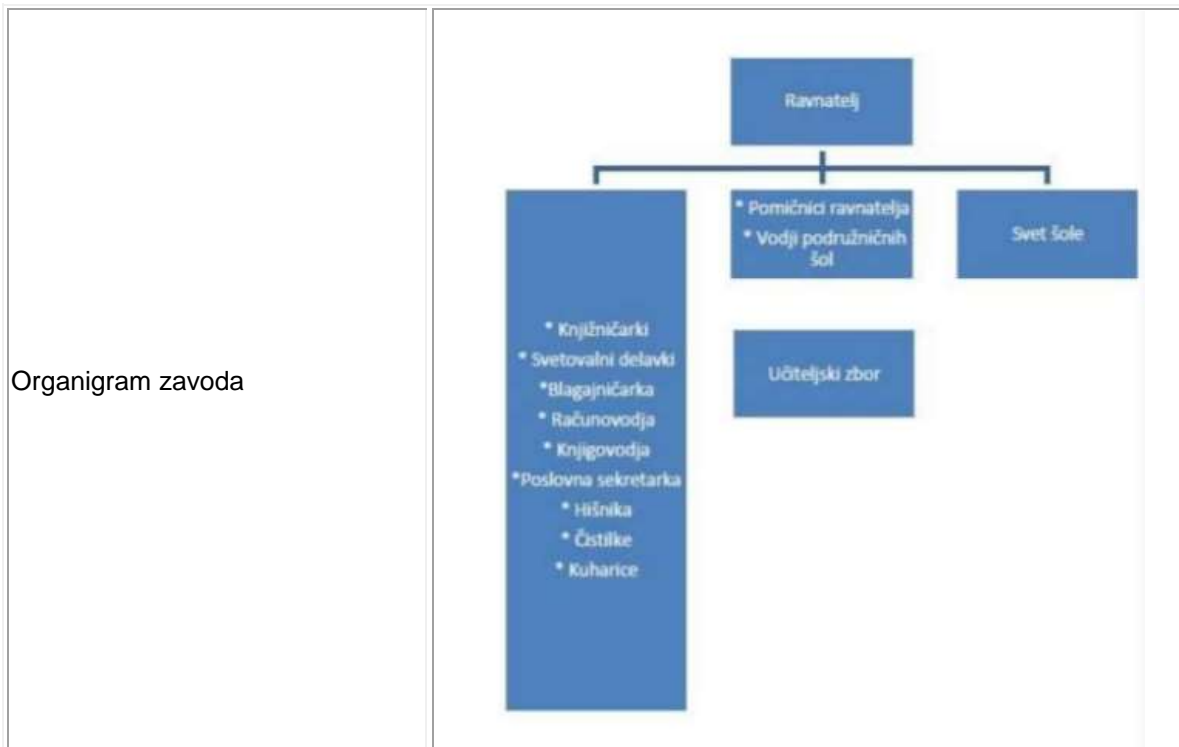 Organigram zavoda
Ravnatelj
* Pomičnici ravnatelja
* Vodji podružničnih
šol
Svet šole
* Knjižničarki
* Svetovalni delavki
*Blagajničarka
* Računovodja
* Knjigovodja
*Poslovna sekretarka
* Hišnika
* Čistilke
* Kuharice
Učiteljski zbor